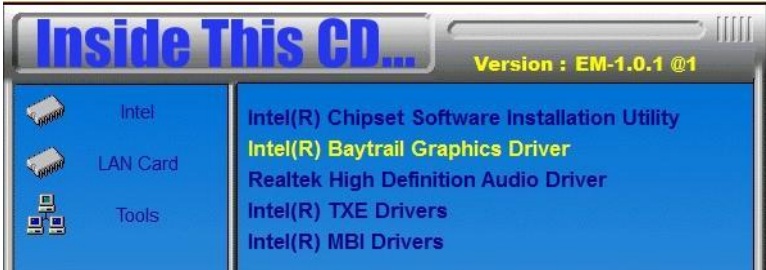 Inside This CD...
Version : EM-1.0.1 @1
Intel
LAN Card
Tools
Intel(R) Chipset Software Installation Utility
Intel(R) Baytrail Graphics Driver
Realtek High Definition Audio Driver
Intel(R) TXE Drivers
Intel(R) MBI Drivers